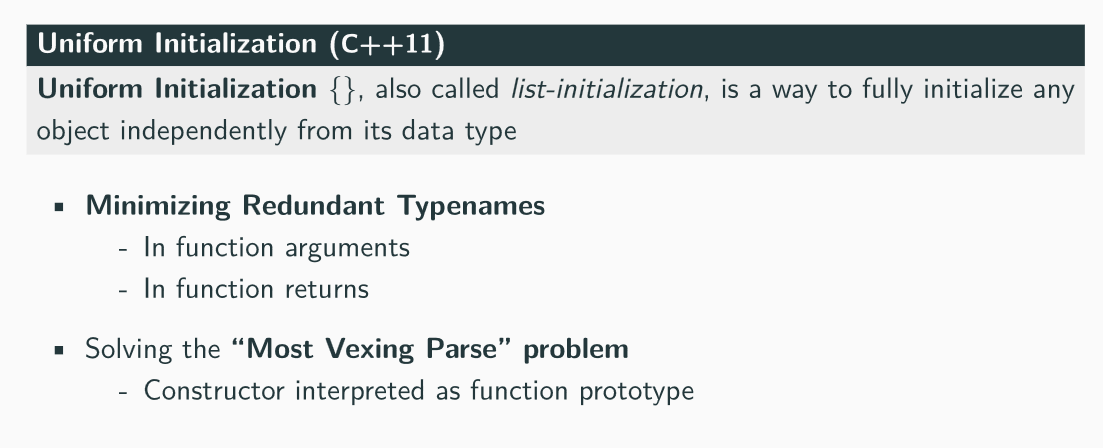 Uniform Initialization (C++11)
Uniform Initialization {}, also called list-initialization, is a way to fully initialize any
object independently from its data type
▪ Minimizing Redundant Typenames
- In function arguments
- In function returns
▪ Solving the “Most Vexing Parse” problem
- Constructor interpreted as function prototype